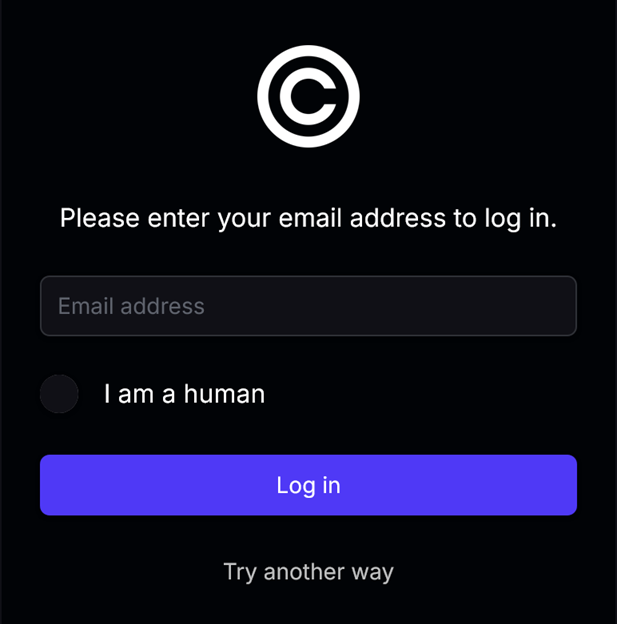 ©
Please enter your email address to log in.
Email address
I am a human
Log in
Try another way